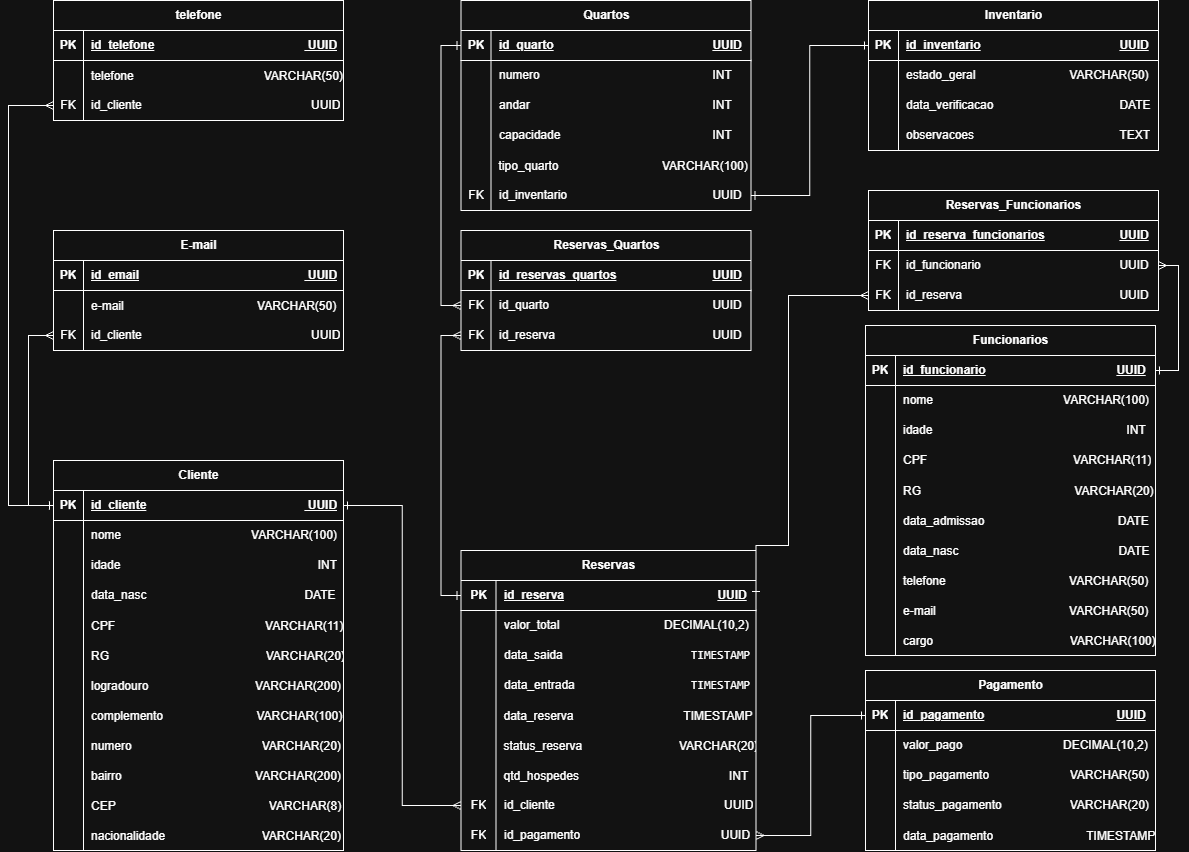 telefone
PK id_telefone UUID
telefone VARCHAR(50)
FK id_cliente UUID
Quartos
PK id_quarto UUID
numero INT
andar INT
capacidade INT
tipo_quarto VARCHAR(100)
FK id_inventario UUID
Inventario
PK id_inventario UUID
estado_geral VARCHAR(50)
data_verificacao DATE
observacoes TEXT
E-mail
PK id_email UUID
e-mail VARCHAR(50)
FK id_cliente UUID
Reservas_Quartos
PK id_reservas_quartos UUID
FK id_quarto UUID
FK id_reserva UUID
Reservas_Funcionarios
PK id_reserva_funcionarios UUID
FK id_funcionario UUID
FK id_reserva UUID
Funcionarios
PK id_funcionario UUID
nome VARCHAR(100)
idade INT
CPF VARCHAR(11)
RG VARCHAR(20)
data_admissao DATE
data_nasc DATE
telefone VARCHAR(50)
e-mail VARCHAR(50)
cargo VARCHAR(100)
Cliente
PK id_cliente UUID
nome VARCHAR(100)
idade INT
data_nasc DATE
CPF VARCHAR(11)
RG VARCHAR(20)
logradouro VARCHAR(200)
complemento VARCHAR(100)
numero VARCHAR(20)
bairro VARCHAR(200)
CEP VARCHAR(8)
nacionalidade VARCHAR(20)
Reservas
PK id_reserva UUID
valor_total DECIMAL(10,2)
data_saida TIMESTAMP
data_entrada TIMESTAMP
data_reserva TIMESTAMP
status_reserva VARCHAR(20)
qtd_hospedes INT
FK id_cliente UUID
FK id_pagamento UUID
Pagamento
PK id_pagamento UUID
valor_pago DECIMAL(10,2)
tipo_pagamento VARCHAR(50)
status_pagamento VARCHAR(20)
data_pagamento TIMESTAMP